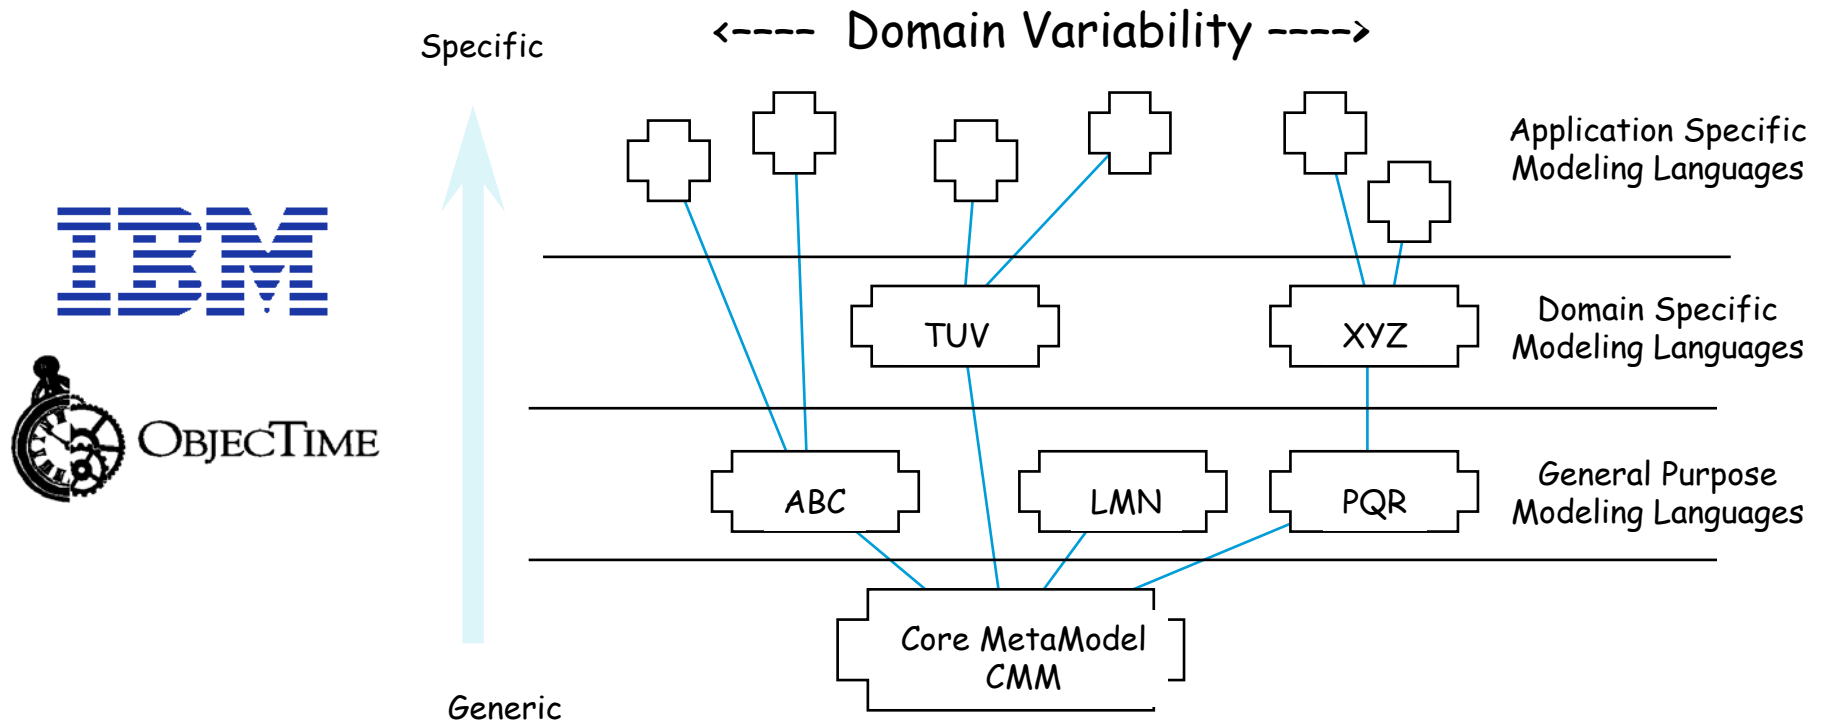 Specific
<---- Domain Variability ---->
Application Specific
Modeling Languages
IBM
TUV
XYZ
Domain Specific
Modeling Languages
OBJECTIME
ABC
LMN
PQR
General Purpose
Modeling Languages
Core MetaModel
CMM
Generic